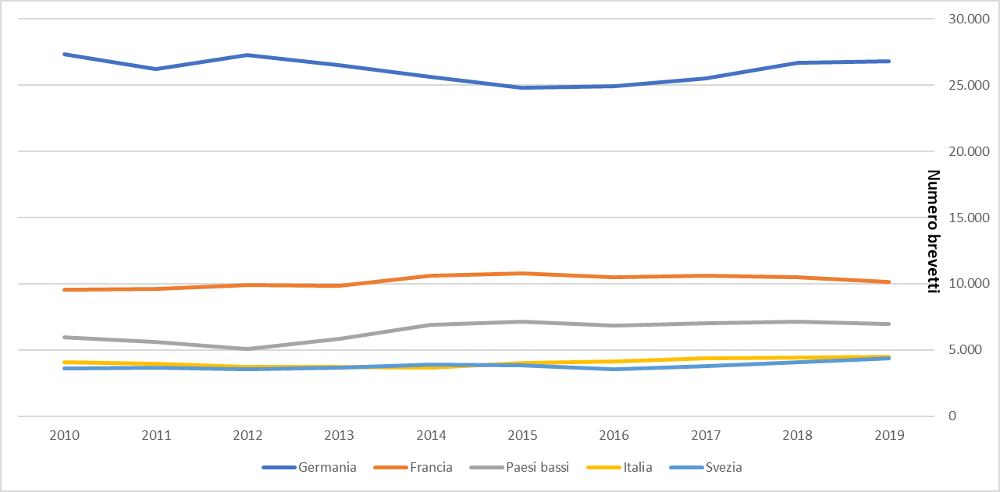 30.000
25.000
20.000
15.000
10.000
5.000
0
Numero brevetti
2010 2011 2012 2013 2014 2015 2016 2017 2018 2019
Germania Francia Paesi bassi Italia Svezia